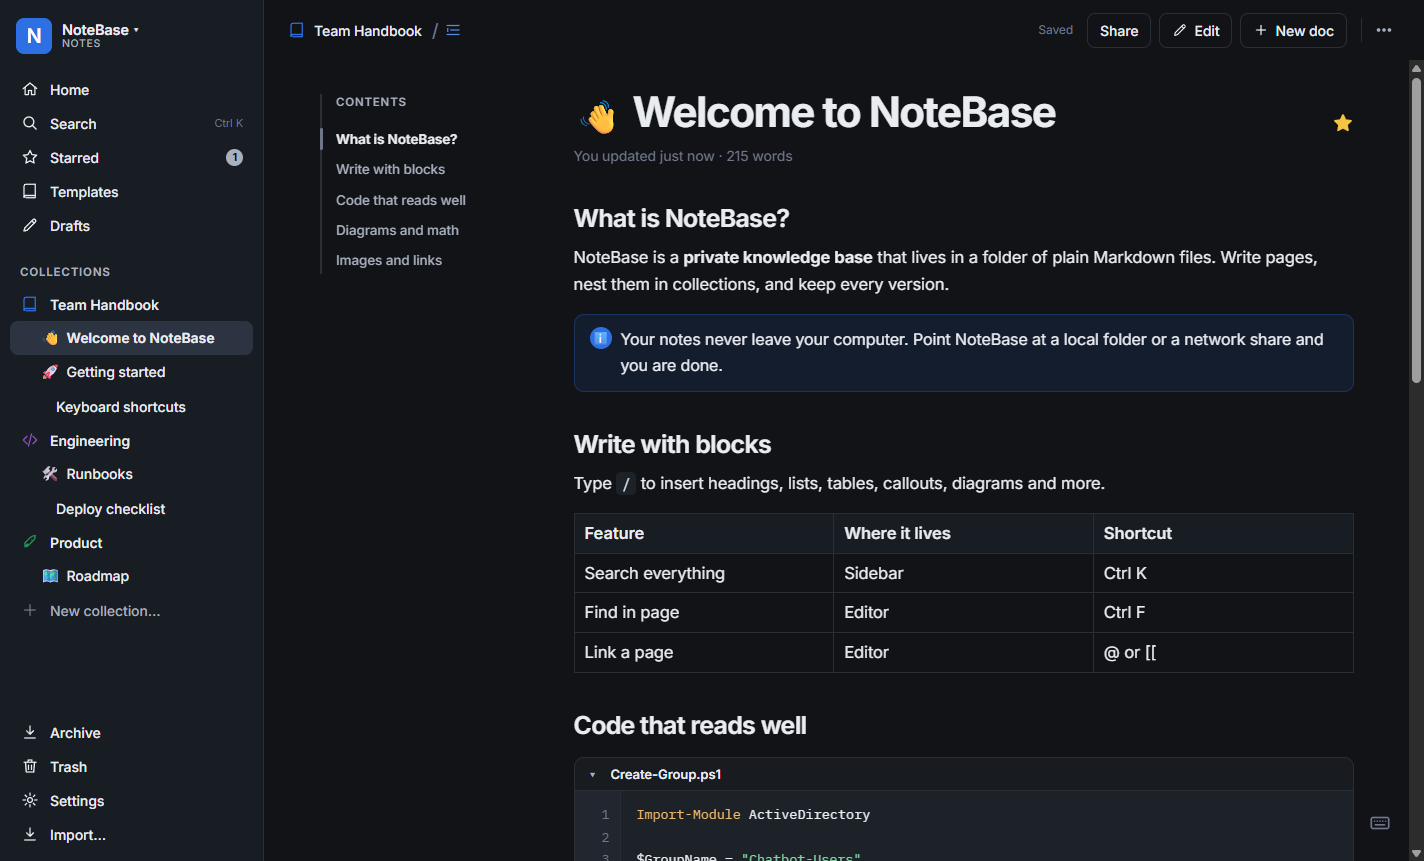 N
NoteBase
NOTES
Home
Search Ctrl K
Starred 1
Templates
Drafts
COLLECTIONS
Team Handbook
Welcome to NoteBase
Getting started
Keyboard shortcuts
Engineering
Runbooks
Deploy checklist
Product
Roadmap
New collection...
Archive
Trash
Settings
Import...
Team Handbook /
Saved Share Edit + New doc
CONTENTS
What is NoteBase?
Write with blocks
Code that reads well
Diagrams and math
Images and links
Welcome to NoteBase
You updated just now · 215 words
What is NoteBase?
NoteBase is a private knowledge base that lives in a folder of plain Markdown files. Write pages,
nest them in collections, and keep every version.
Your notes never leave your computer. Point NoteBase at a local folder or a network share and
you are done.
Write with blocks
Type / to insert headings, lists, tables, callouts, diagrams and more.
Feature Where it lives Shortcut
Search everything Sidebar Ctrl K
Find in page Editor Ctrl F
Link a page Editor @ or [[
Code that reads well
Create-Group.ps1
1 Import-Module ActiveDirectory
2
3 $GroupName = "Chatbot-Users"